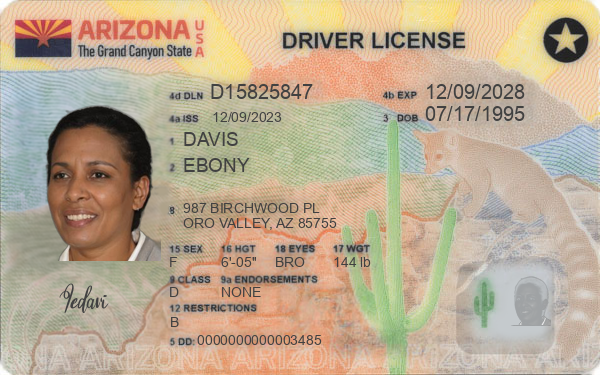 ARIZONA USA
The Grand Canyon State
DRIVER LICENSE
4d DLN D15825847
4b EXP 12/09/2028
4a ISS 12/09/2023
3 DOB 07/17/1995
1 DAVIS
2 EBONY
8 987 BIRCHWOOD PL
ORO VALLEY, AZ 85755
15 SEX 16 HGT 18 EYES 17 WGT
F 6'-05" BRO 144 lb
9 CLASS 9a ENDORSEMENTS
D NONE
12 RESTRICTIONS
B
5 DD: 0000000000003485
Jedavi
ARIZONA ARIZONA ARIZONA ARIZONA